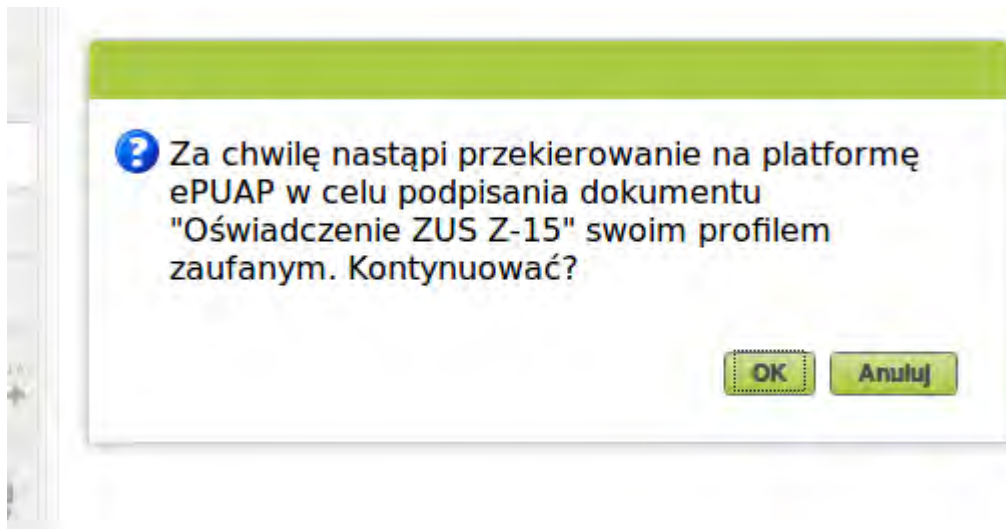 Za chwilę nastąpi przekierowanie na platformę
ePUAP w celu podpisania dokumentu
"Oświadczenie ZUS Z-15" swoim profilem
zaufanym. Kontynuować?
OK Anuluj